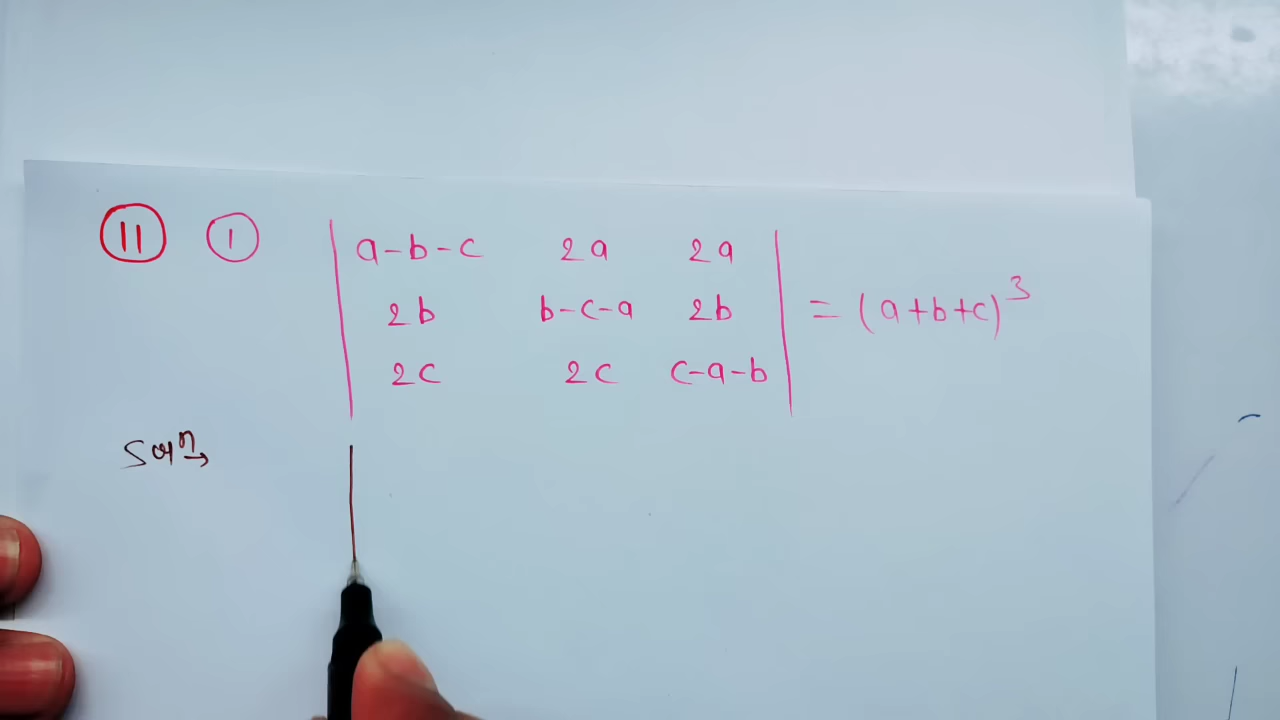 11 1 | a-b-c 2a 2a |
| 2b b-c-a 2b | = (a+b+c)³
| 2c 2c c-a-b |
Solⁿ→